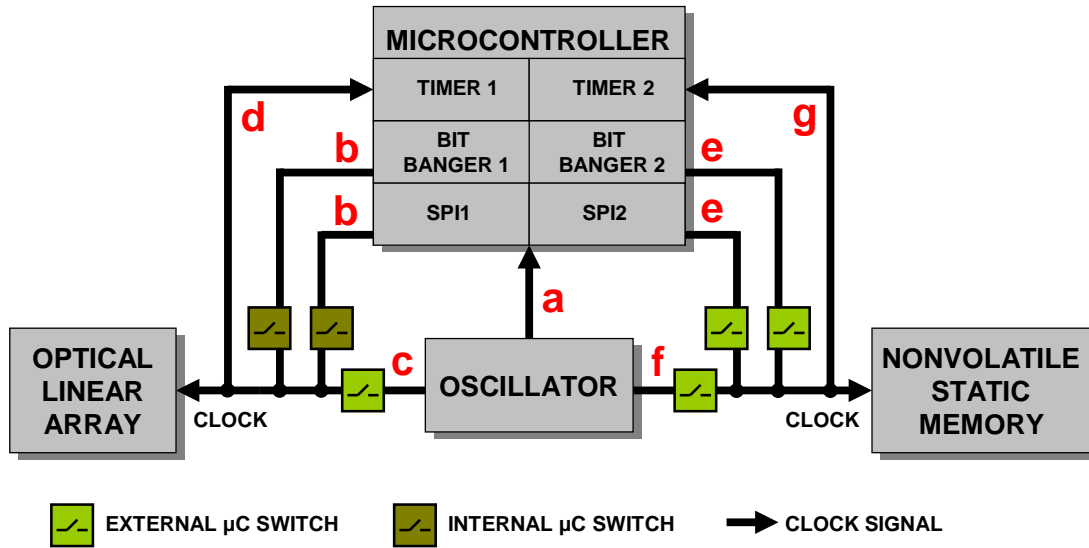 MICROCONTROLLER
TIMER 1
TIMER 2
d
g
b
BIT
BANGER 1
BIT
BANGER 2
e
b
SPI1
SPI2
e
a
OPTICAL
LINEAR
ARRAY
c
OSCILLATOR
f
NONVOLATILE
STATIC
MEMORY
CLOCK
CLOCK
EXTERNAL µC SWITCH
INTERNAL µC SWITCH
CLOCK SIGNAL